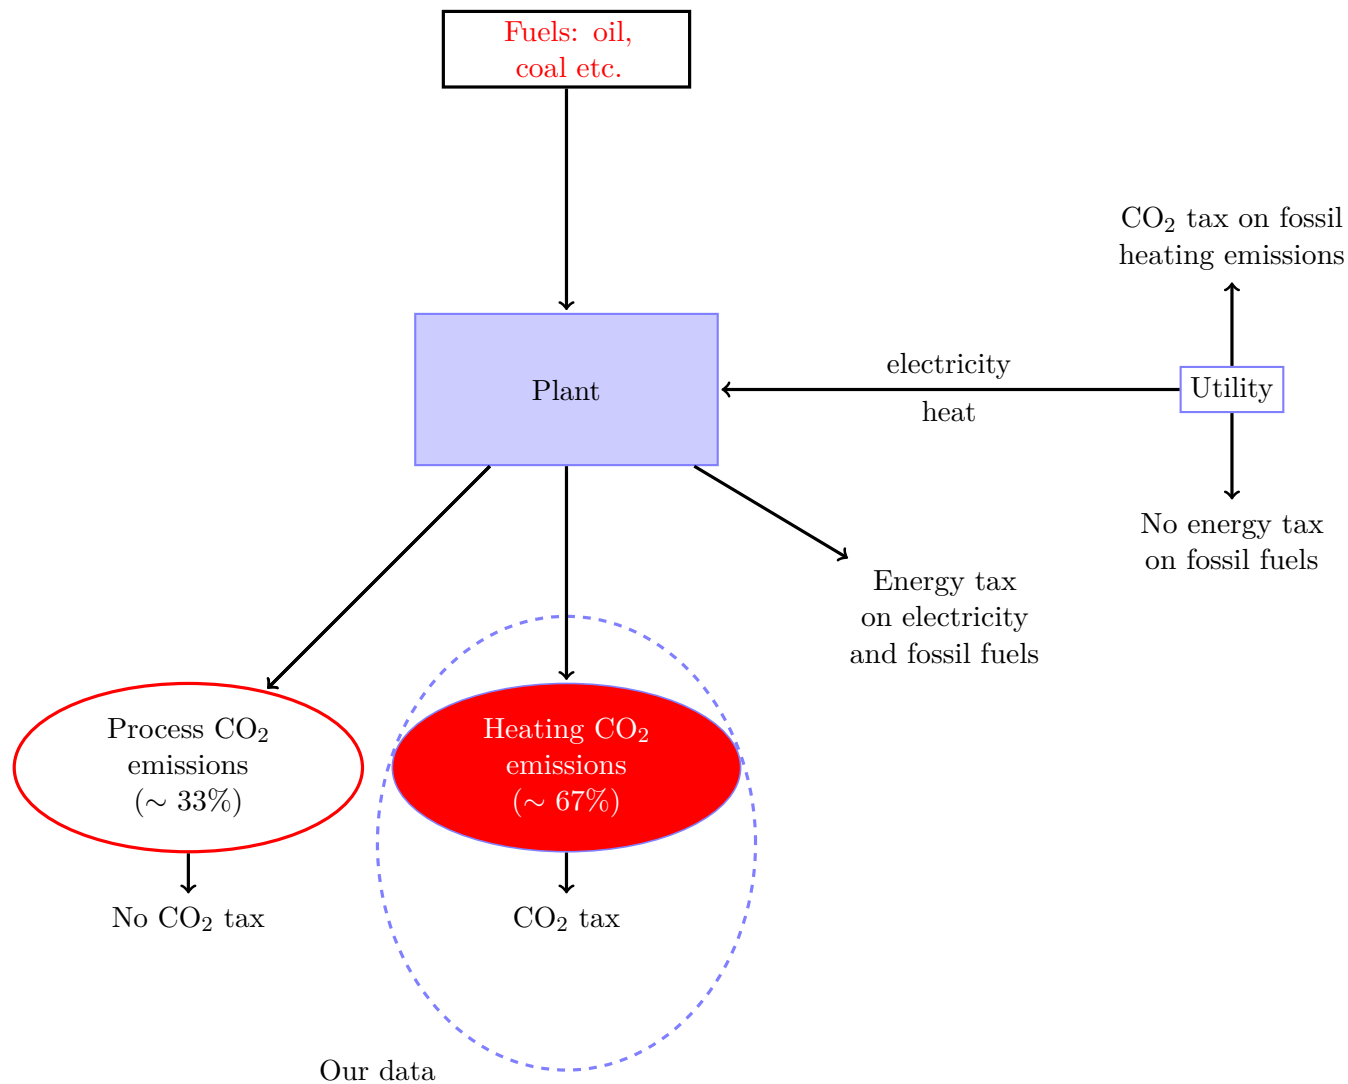 Fuels: oil,
coal etc.
CO₂ tax on fossil
heating emissions
electricity
Plant
Utility
heat
No energy tax
on fossil fuels
Energy tax
on electricity
and fossil fuels
Process CO₂
emissions
(∼ 33%)
Heating CO₂
emissions
(∼ 67%)
No CO₂ tax
CO₂ tax
Our data